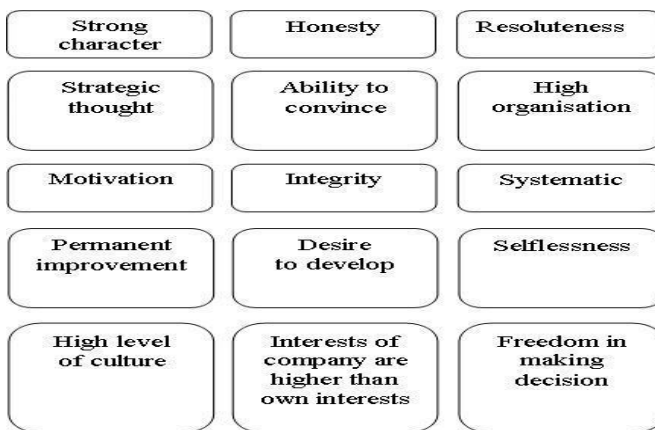 Strong
character
Honesty
Resoluteness
Strategic
thought
Ability to
convince
High
organisation
Motivation
Integrity
Systematic
Permanent
improvement
Desire
to develop
Selflessness
High level
of culture
Interests of
company are
higher than
own interests
Freedom in
making
decision